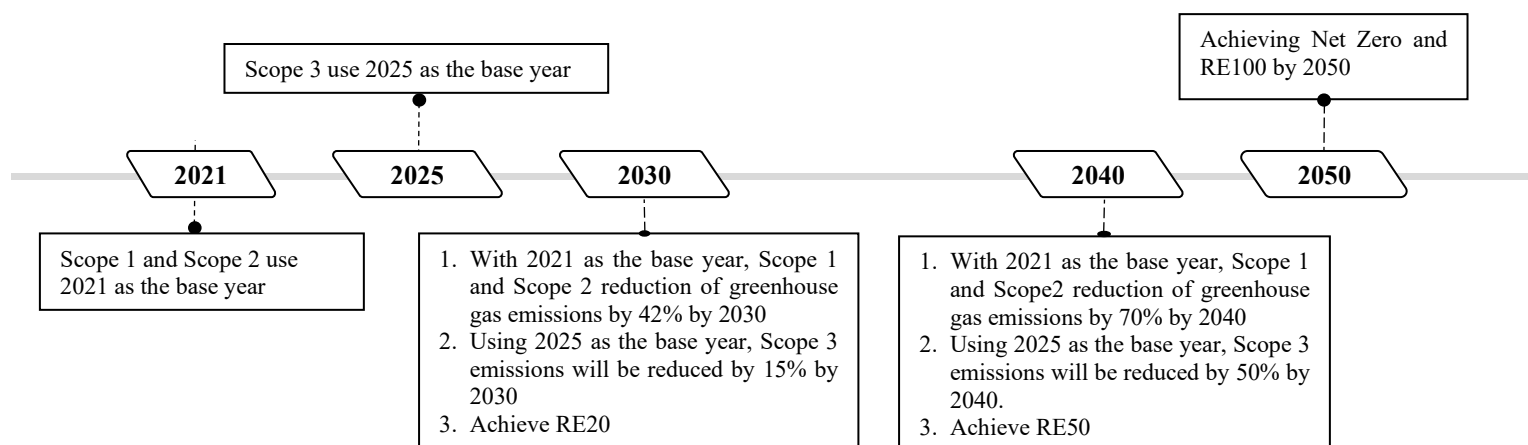 Scope 3 use 2025 as the base year
Achieving Net Zero and
RE100 by 2050
2021
2025
2030
2040
2050
Scope 1 and Scope 2 use
2021 as the base year
1. With 2021 as the base year, Scope 1
and Scope 2 reduction of greenhouse
gas emissions by 42% by 2030
2. Using 2025 as the base year, Scope 3
emissions will be reduced by 15% by
2030
3. Achieve RE20
1. With 2021 as the base year, Scope 1
and Scope2 reduction of greenhouse
gas emissions by 70% by 2040
2. Using 2025 as the base year, Scope 3
emissions will be reduced by 50% by
2040.
3. Achieve RE50